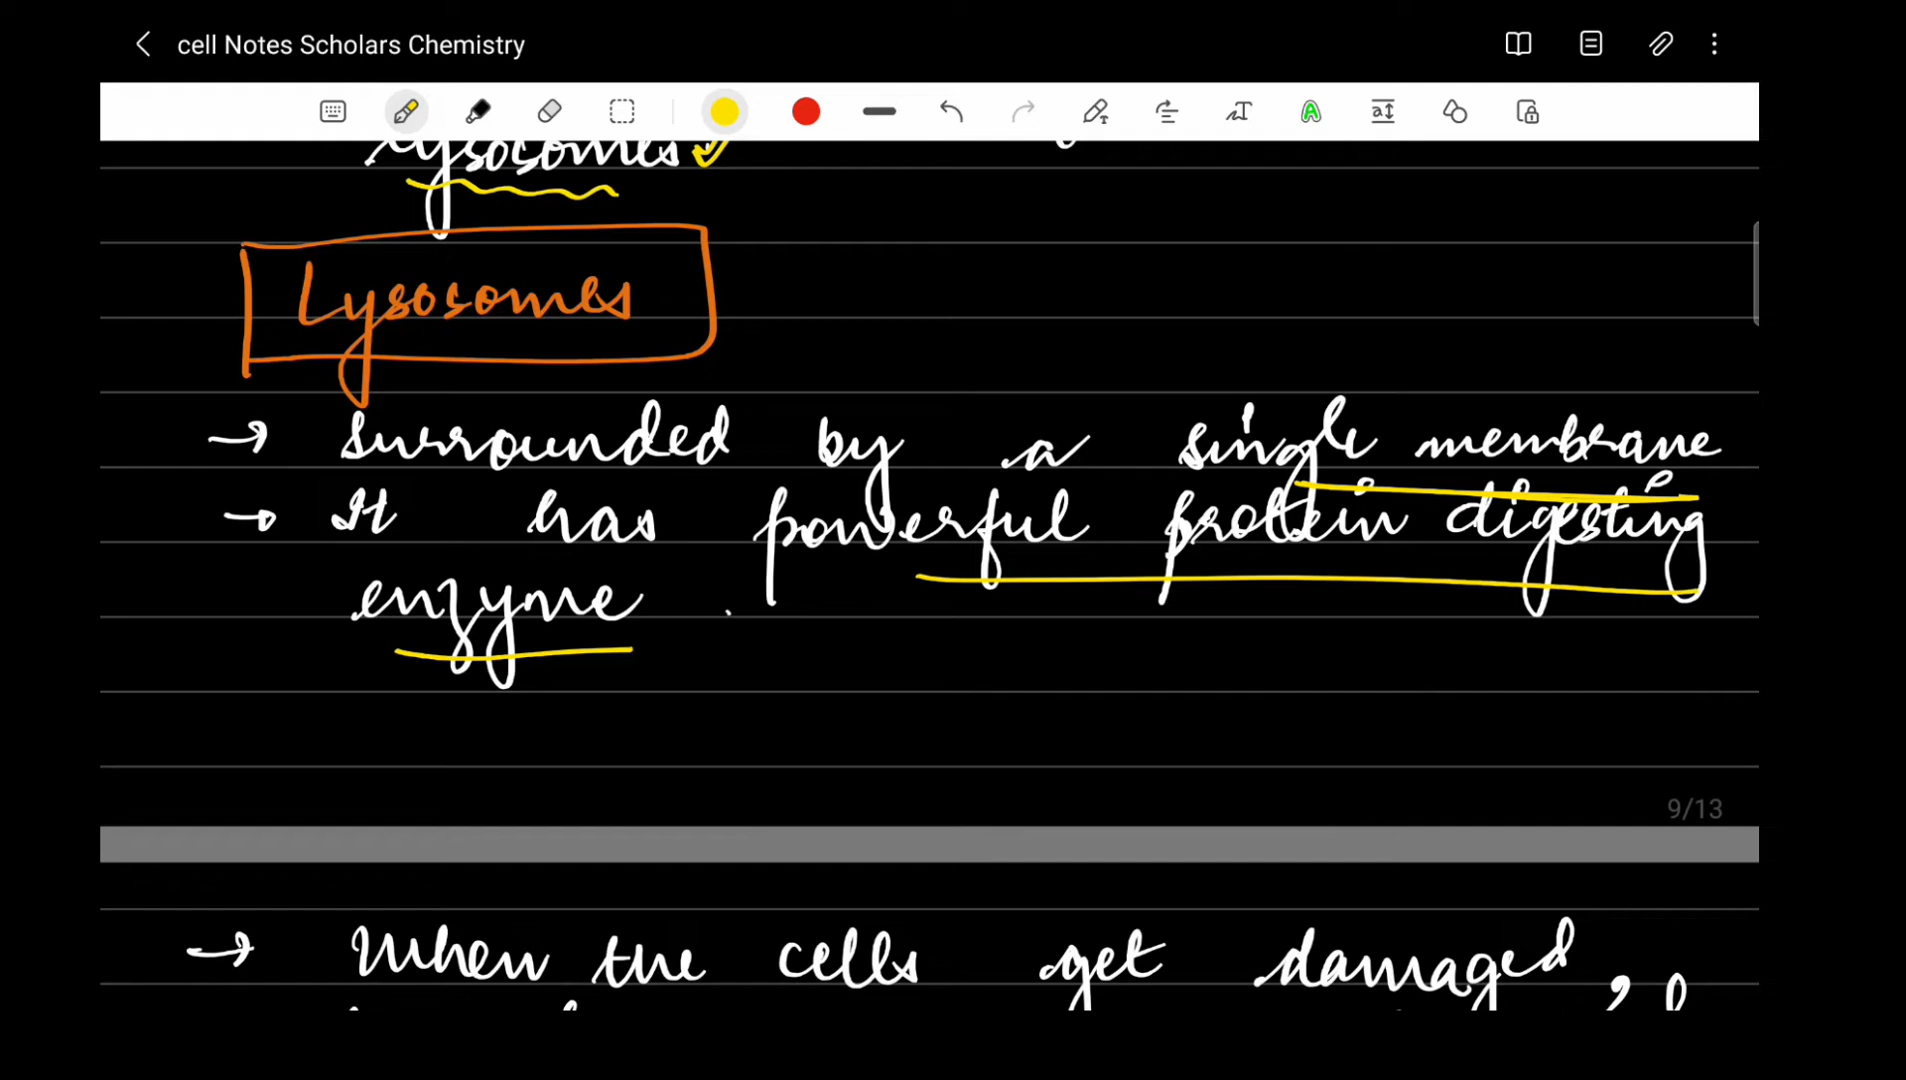 cell Notes Scholars Chemistry
lysosomes
Lysosomes
→ surrounded by a single membrane
→ It has powerful protein digesting
enzyme .
9/13
→ When the cells get damaged,